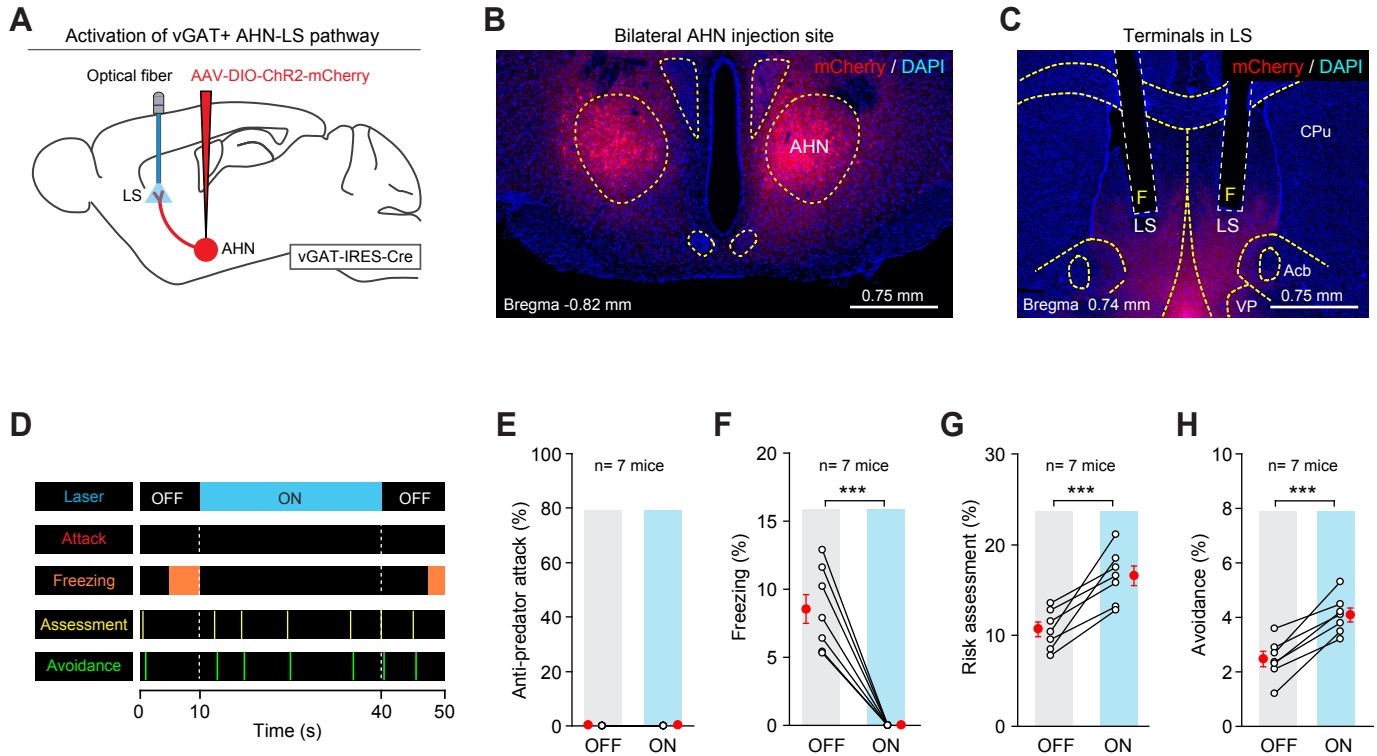 A
Activation of vGAT+ AHN-LS pathway
Optical fiber
AAV-DIO-ChR2-mCherry
LS
AHN
vGAT-IRES-Cre
B
Bilateral AHN injection site
mCherry / DAPI
AHN
Bregma -0.82 mm
0.75 mm
C
Terminals in LS
mCherry / DAPI
CPu
F
F
LS
LS
Acb
VP
Bregma 0.74 mm
0.75 mm
D
Laser
OFF
ON
OFF
Attack
Freezing
Assessment
Avoidance
0
10
40
50
Time (s)
E
n= 7 mice
Anti-predator attack (%)
100
80
60
40
20
0
OFF
ON
F
n= 7 mice
***
Freezing (%)
20
15
10
5
0
OFF
ON
G
n= 7 mice
***
Risk assessment (%)
30
20
10
0
OFF
ON
H
n= 7 mice
***
Avoidance (%)
10
8
6
4
2
0
OFF
ON